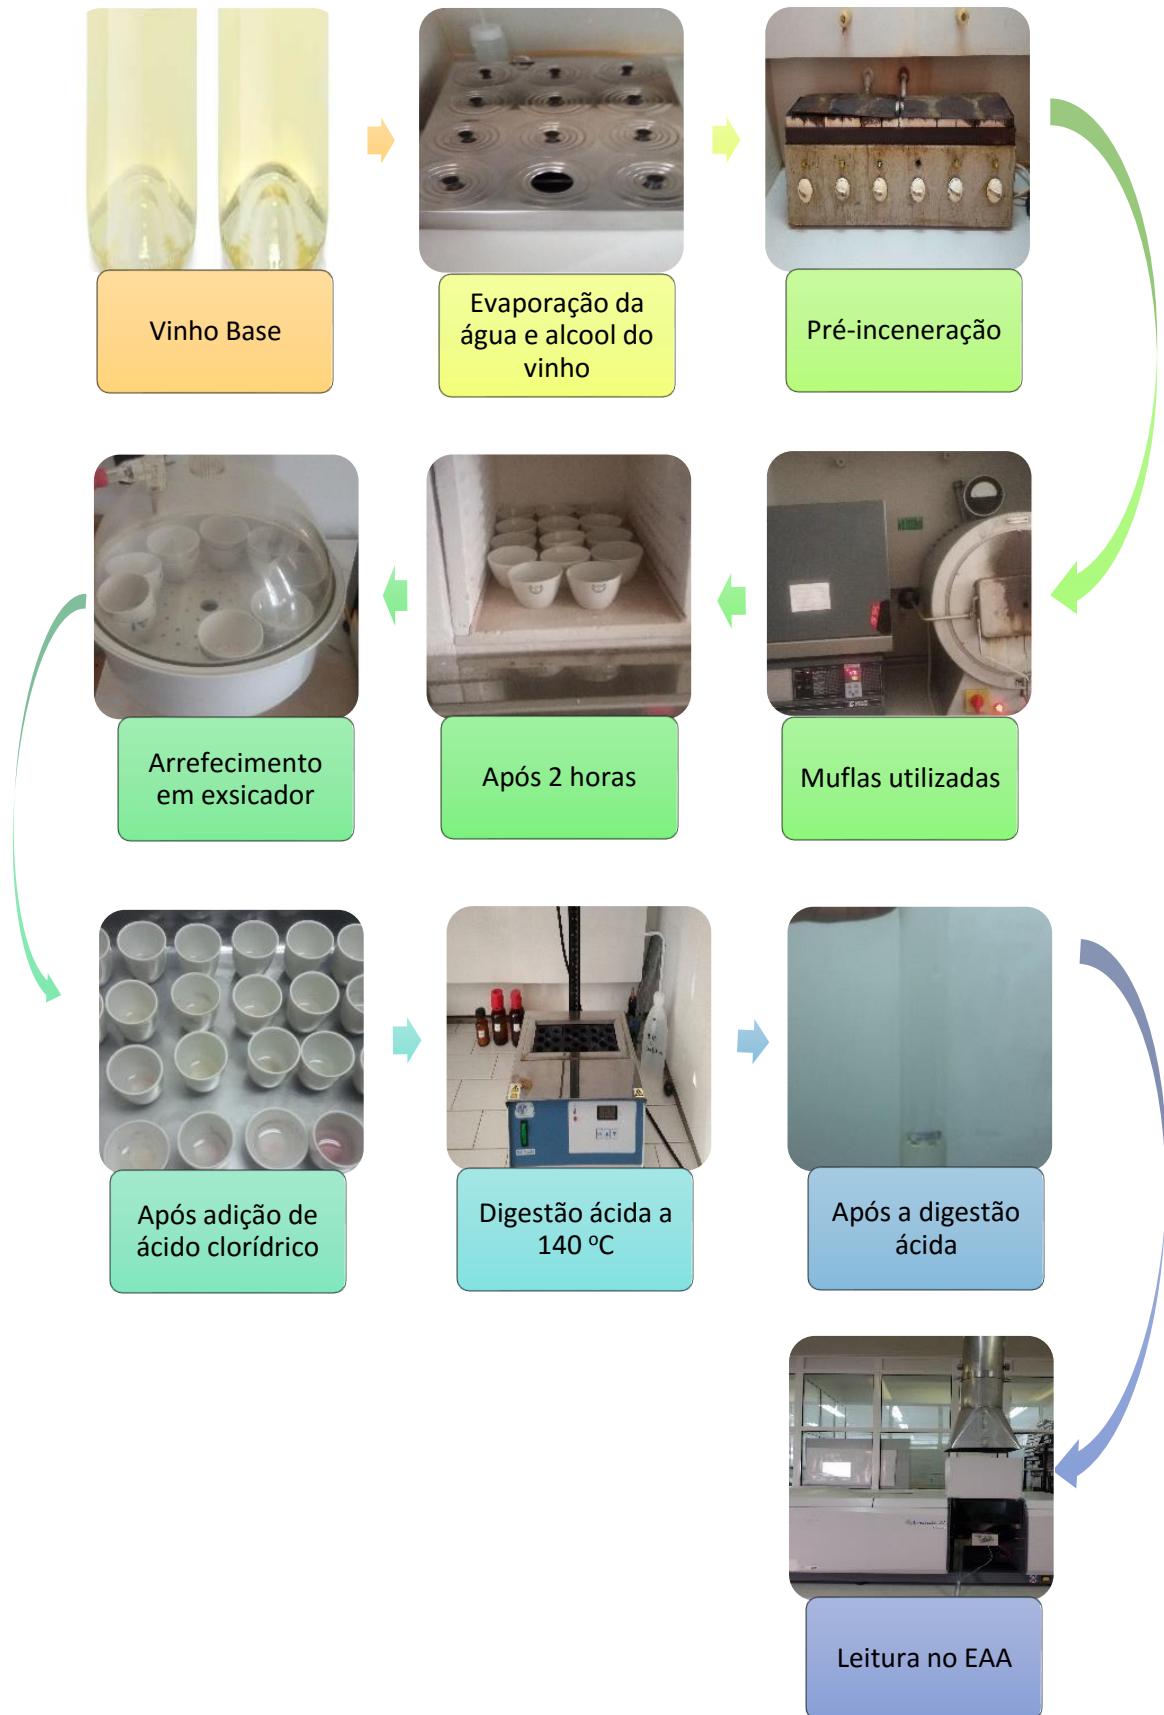 Vinho Base
Evaporação da
água e alcool do
vinho
Pré-inceneração
Muflas utilizadas
Após 2 horas
Arrefecimento
em exsicador
Após adição de
ácido clorídrico
Digestão ácida a
140 ºC
Após a digestão
ácida
Leitura no EAA